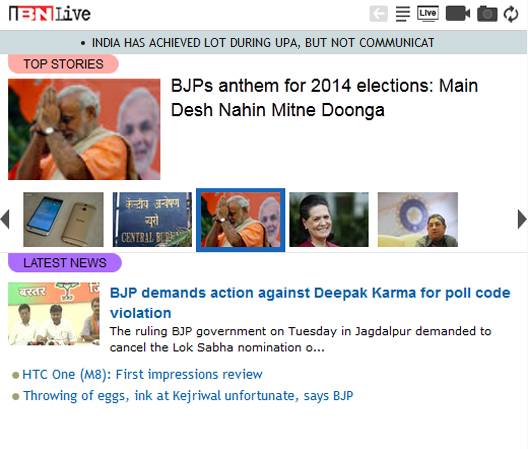 IBNLive
Live
• INDIA HAS ACHIEVED LOT DURING UPA, BUT NOT COMMUNICAT
TOP STORIES
BJPs anthem for 2014 elections: Main
Desh Nahin Mitne Doonga
केन्द्रीय अन्वेषण
ब्यूरो
CENTRAL BUREAU
LATEST NEWS
बस्तर
BJP demands action against Deepak Karma for poll code
violation
The ruling BJP government on Tuesday in Jagdalpur demanded to
cancel the Lok Sabha nomination o...
HTC One (M8): First impressions review
Throwing of eggs, ink at Kejriwal unfortunate, says BJP